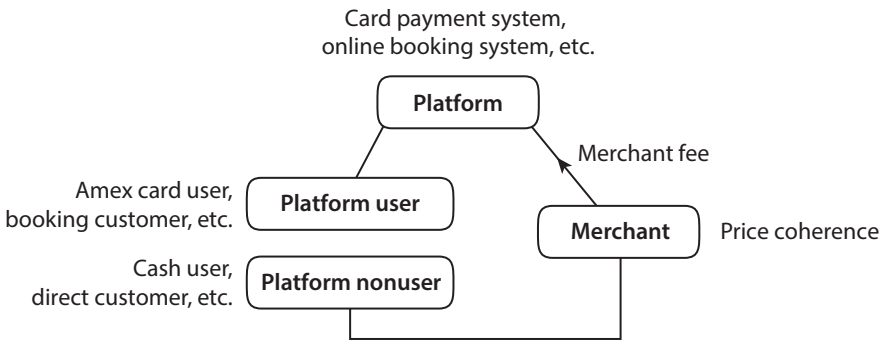 Card payment system,
online booking system, etc.
Platform
Merchant fee
Amex card user,
booking customer, etc.
Platform user
Merchant
Price coherence
Cash user,
direct customer, etc.
Platform nonuser